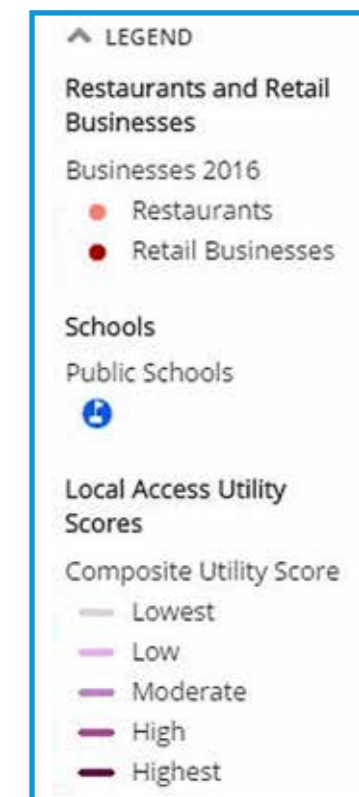 LEGEND
Restaurants and Retail
Businesses
Businesses 2016
Restaurants
Retail Businesses
Schools
Public Schools
Local Access Utility
Scores
Composite Utility Score
Lowest
Low
Moderate
High
Highest